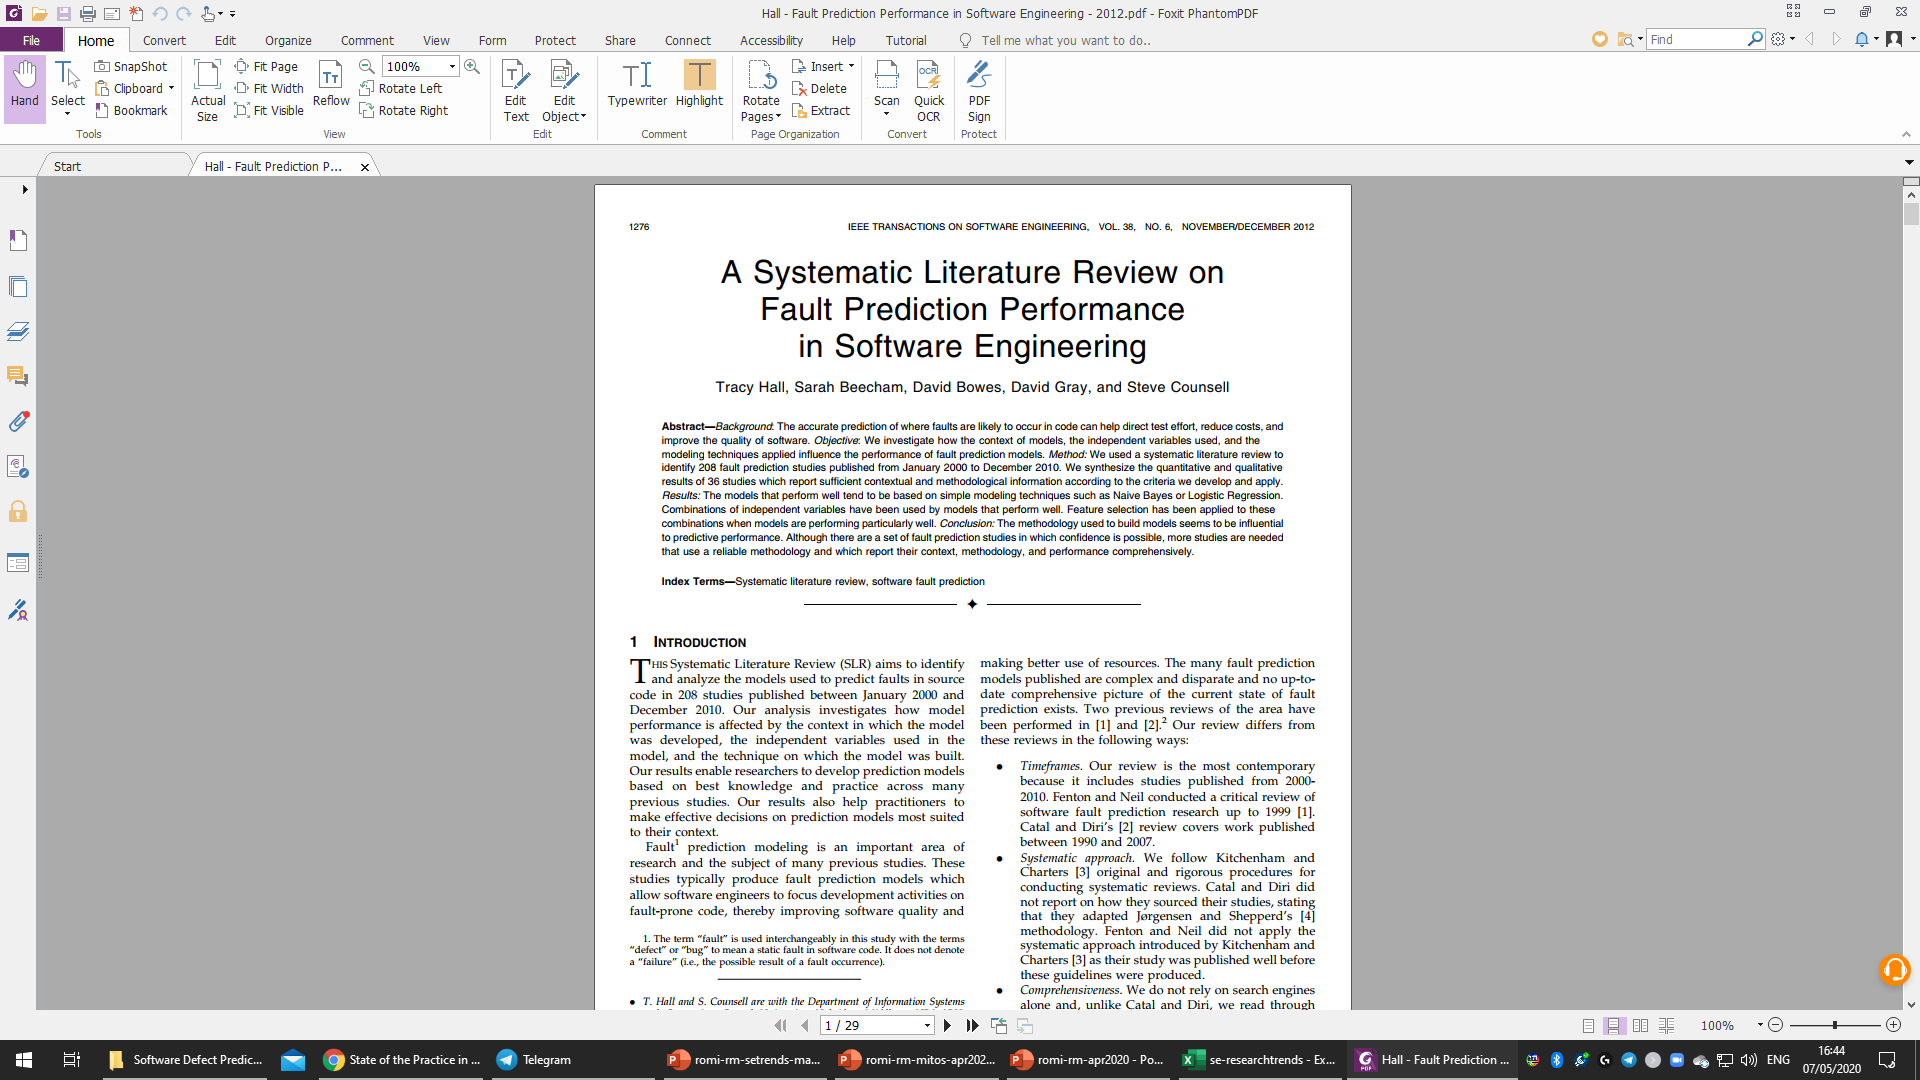 Hall - Fault Prediction Performance in Software Engineering - 2012.pdf - Foxit PhantomPDF
File
Home
Convert
Edit
Organize
Comment
View
Form
Protect
Share
Connect
Accessibility
Help
Tutorial
Tell me what you want to do..
Find
Hand
Select
SnapShot
Clipboard
Bookmark
Tools
Actual Size
Fit Page
Fit Width
Fit Visible
Reflow
100%
Rotate Left
Rotate Right
View
Edit Text
Edit Object
Edit
Typewriter
Highlight
Comment
Rotate Pages
Insert
Delete
Extract
Page Organization
Scan
Quick OCR
Convert
PDF Sign
Protect
Start
Hall - Fault Prediction P...
1276
IEEE TRANSACTIONS ON SOFTWARE ENGINEERING, VOL. 38, NO. 6, NOVEMBER/DECEMBER 2012
A Systematic Literature Review on
Fault Prediction Performance
in Software Engineering
Tracy Hall, Sarah Beecham, David Bowes, David Gray, and Steve Counsell
Abstract—Background: The accurate prediction of where faults are likely to occur in code can help direct test effort, reduce costs, and
improve the quality of software. Objective: We investigate how the context of models, the independent variables used, and the
modeling techniques applied influence the performance of fault prediction models. Method: We used a systematic literature review to
identify 208 fault prediction studies published from January 2000 to December 2010. We synthesize the quantitative and qualitative
results of 36 studies which report sufficient contextual and methodological information according to the criteria we develop and apply.
Results: The models that perform well tend to be based on simple modeling techniques such as Naive Bayes or Logistic Regression.
Combinations of independent variables have been used by models that perform well. Feature selection has been applied to these
combinations when models are performing particularly well. Conclusion: The methodology used to build models seems to be influential
to predictive performance. Although there are a set of fault prediction studies in which confidence is possible, more studies are needed
that use a reliable methodology and which report their context, methodology, and performance comprehensively.
Index Terms—Systematic literature review, software fault prediction
1 INTRODUCTION
THIS Systematic Literature Review (SLR) aims to identify
and analyze the models used to predict faults in source
code in 208 studies published between January 2000 and
December 2010. Our analysis investigates how model
performance is affected by the context in which the model
was developed, the independent variables used in the
model, and the technique on which the model was built.
Our results enable researchers to develop prediction models
based on best knowledge and practice across many
previous studies. Our results also help practitioners to
make effective decisions on prediction models most suited
to their context.
Fault1 prediction modeling is an important area of
research and the subject of many previous studies. These
studies typically produce fault prediction models which
allow software engineers to focus development activities on
fault-prone code, thereby improving software quality and
1. The term “fault” is used interchangeably in this study with the terms
“defect” or “bug” to mean a static fault in software code. It does not denote
a “failure” (i.e., the possible result of a fault occurrence).
• T. Hall and S. Counsell are with the Department of Information Systems
making better use of resources. The many fault prediction
models published are complex and disparate and no up-to-
date comprehensive picture of the current state of fault
prediction exists. Two previous reviews of the area have
been performed in [1] and [2].2 Our review differs from
these reviews in the following ways:
• Timeframes. Our review is the most contemporary
because it includes studies published from 2000-
2010. Fenton and Neil conducted a critical review of
software fault prediction research up to 1999 [1].
Catal and Diri’s [2] review covers work published
between 1990 and 2007.
• Systematic approach. We follow Kitchenham and
Charters [3] original and rigorous procedures for
conducting systematic reviews. Catal and Diri did
not report on how they sourced their studies, stating
that they adapted Jørgensen and Shepperd’s [4]
methodology. Fenton and Neil did not apply the
systematic approach introduced by Kitchenham and
Charters [3] as their study was published well before
these guidelines were produced.
• Comprehensiveness. We do not rely on search engines
alone and, unlike Catal and Diri, we read through
1 / 29
100%
Software Defect Predic...
State of the Practice in ...
Telegram
romi-rm-setrends-ma...
romi-rm-mitos-apr202...
romi-rm-apr2020 - Po...
se-researchtrends - Ex...
Hall - Fault Prediction ...
ENG
16:44
07/05/2020